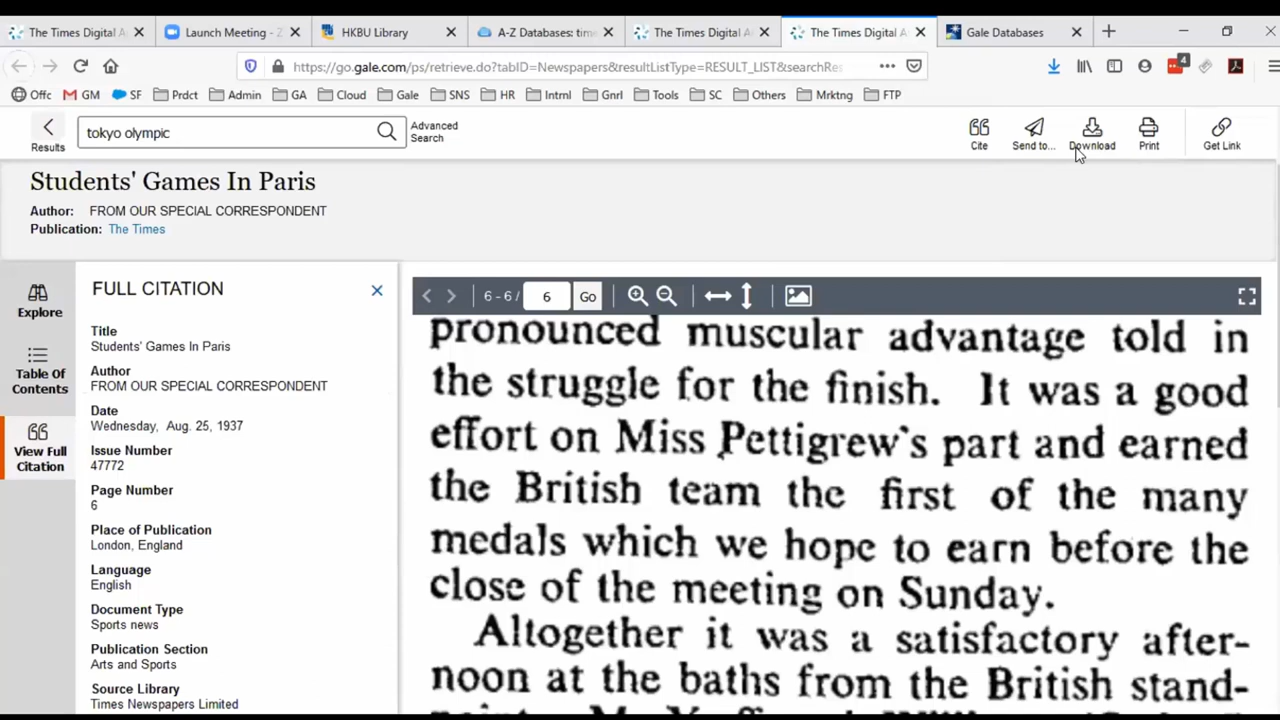 The Times Digital A
Launch Meeting - Z
HKBU Library
A-Z Databases: time
The Times Digital A
The Times Digital A
Gale Databases
https://go.gale.com/ps/retrieve.do?tabID=Newspapers&resultListType=RESULT_LIST&searchRes
4
Offc
GM
SF
Prdct
Admin
GA
Cloud
Gale
SNS
HR
Intrnl
Gnrl
Tools
SC
Others
Mrktng
FTP
Results
tokyo olympic
Advanced
Search
Cite
Send to...
Download
Print
Get Link
Students' Games In Paris
Author: FROM OUR SPECIAL CORRESPONDENT
Publication: The Times
Explore
Table Of
Contents
View Full
Citation
FULL CITATION
Title
Students' Games In Paris
Author
FROM OUR SPECIAL CORRESPONDENT
Date
Wednesday, Aug. 25, 1937
Issue Number
47772
Page Number
6
Place of Publication
London, England
Language
English
Document Type
Sports news
Publication Section
Arts and Sports
Source Library
Times Newspapers Limited
6 - 6 / 6 Go
pronounced muscular advantage told in
the struggle for the finish. It was a good
effort on Miss Pettigrew's part and earned
the British team the first of the many
medals which we hope to earn before the
close of the meeting on Sunday.
Altogether it was a satisfactory after-
noon at the baths from the British stand-